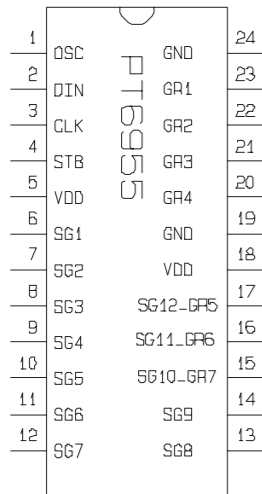 1 OSC GND 24
2 DIN GR1 23
3 CLK GR2 22
4 STB GR3 21
5 VDD GR4 20
6 SG1 GND 19
7 SG2 VDD 18
8 SG3 SG12_GR5 17
9 SG4 SG11_GR6 16
10 SG5 SG10_GR7 15
11 SG6 SG9 14
12 SG7 SG8 13
PT6955